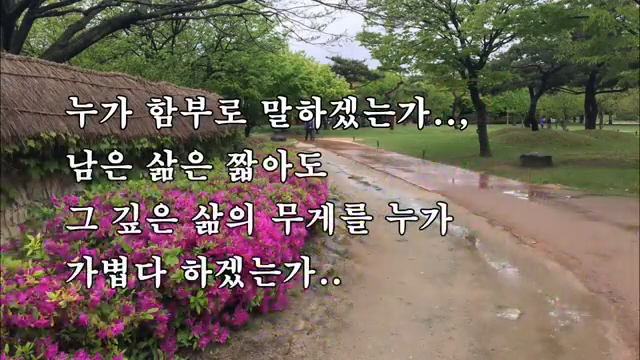 누가 함부로 말하겠는가..,
남은 삶은 짧아도
그 깊은 삶의 무게를 누가
가볍다 하겠는가..